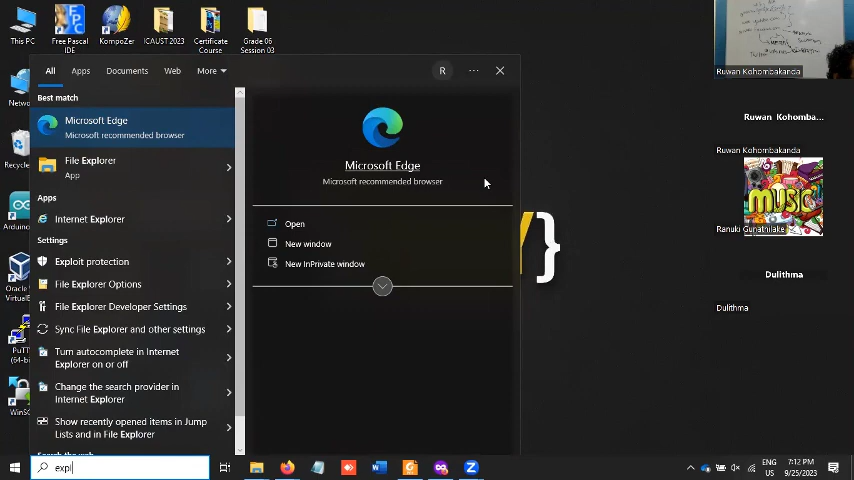 This PC
Free Pascal
IDE
KompoZer
ICAUST 2023
Certificate
Course
Grade 06
Session 03
All
Apps
Documents
Web
More
R
Best match
Microsoft Edge
Microsoft recommended browser
File Explorer
App
Apps
Internet Explorer
Settings
Exploit protection
File Explorer Options
File Explorer Developer Settings
Sync File Explorer and other settings
Turn autocomplete in Internet
Explorer on or off
Change the search provider in
Internet Explorer
Show recently opened items in Jump
Lists and in File Explorer
Microsoft Edge
Microsoft recommended browser
Open
New window
New InPrivate window
}
expl
ENG
US
7:12 PM
9/25/2023
Ruwan Kohombakanda
Ruwan Kohomba...
Ruwan Kohombakanda
MUSIC
Ranuki Gunathilake
Dulithma
Dulithma